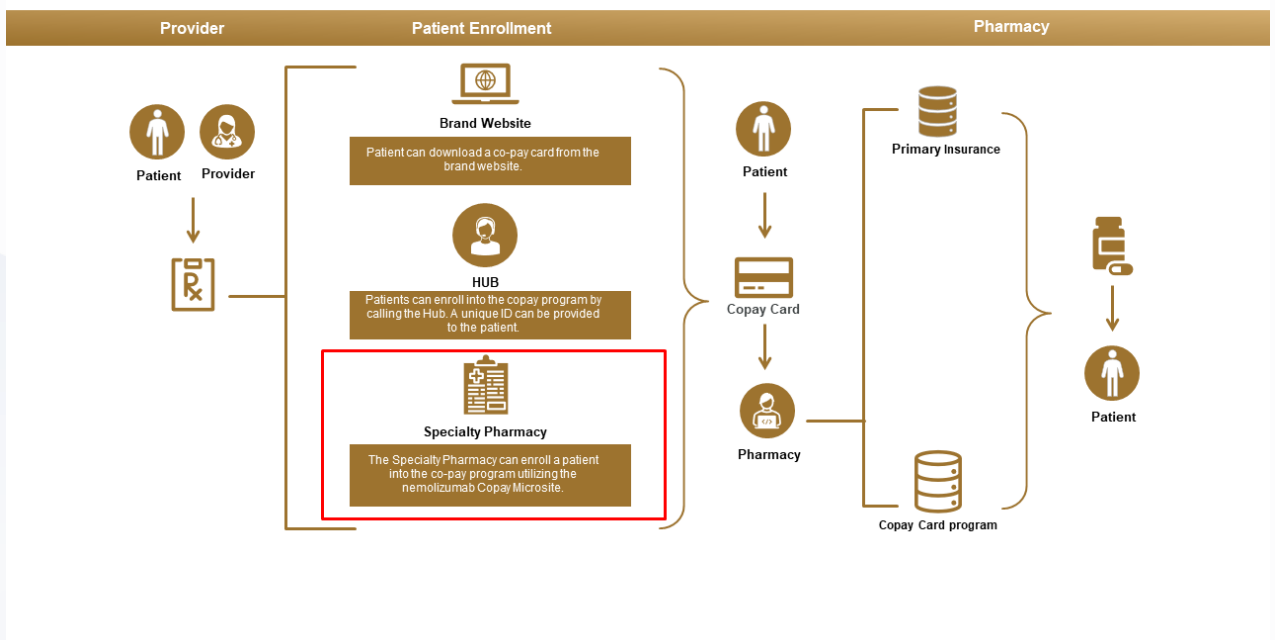 Provider
Patient Enrollment
Pharmacy
Patient
Provider
Rx
Brand Website
Patient can download a co-pay card from the
brand website.
HUB
Patients can enroll into the copay program by
calling the Hub. A unique ID can be provided
to the patient.
Specialty Pharmacy
The Specialty Pharmacy can enroll a patient
into the co-pay program utilizing the
nemolizumab Copay Microsite.
Patient
Copay Card
Pharmacy
</>
Primary Insurance
Copay Card program
Patient